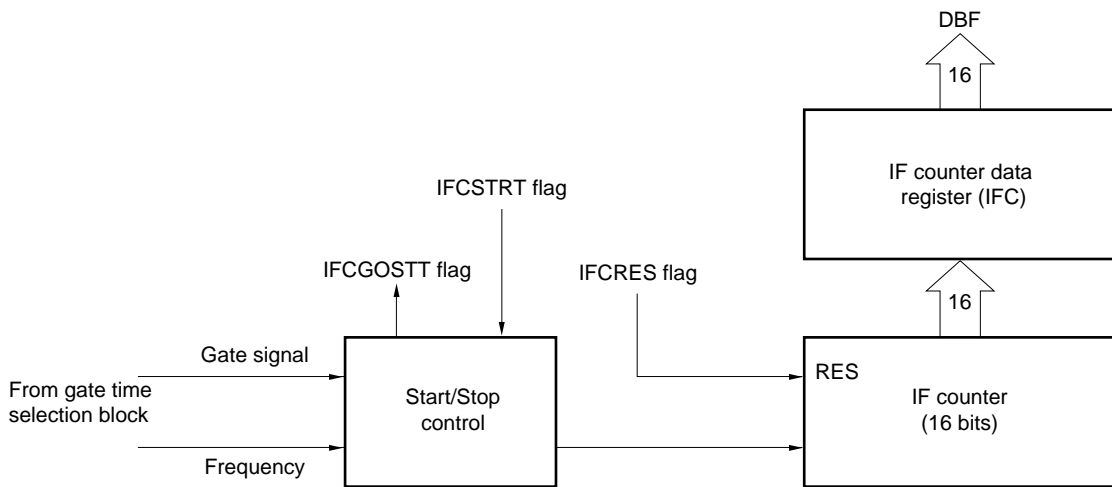 DBF
16
IF counter data
register (IFC)
IFCSTRT flag
IFCGOSTT flag
IFCRES flag
16
Gate signal
From gate time
selection block
Start/Stop
control
RES
IF counter
(16 bits)
Frequency